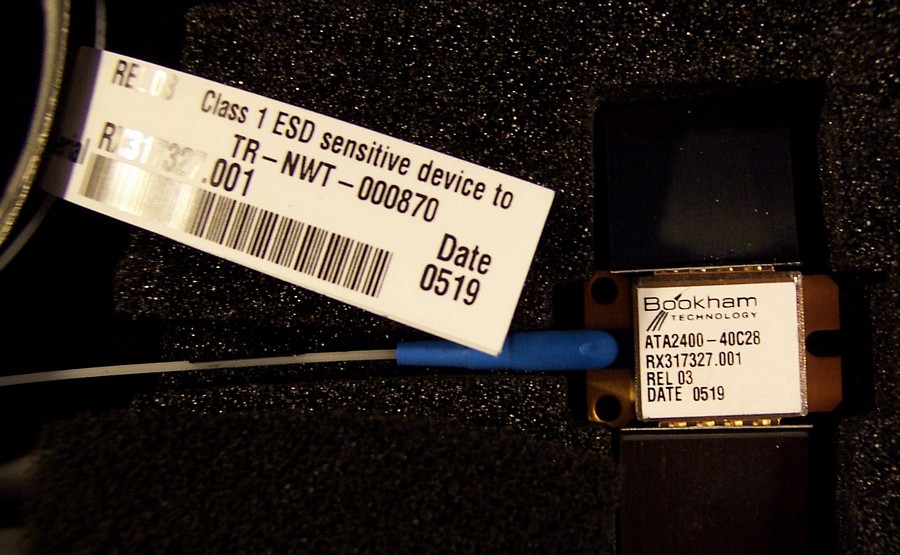 REL 03
Class 1 ESD sensitive device to
TR-NWT-000870
Serial RX317327.001
Date
0519
Bookham
TECHNOLOGY
ATA2400-40C28
RX317327.001
REL 03
DATE 0519